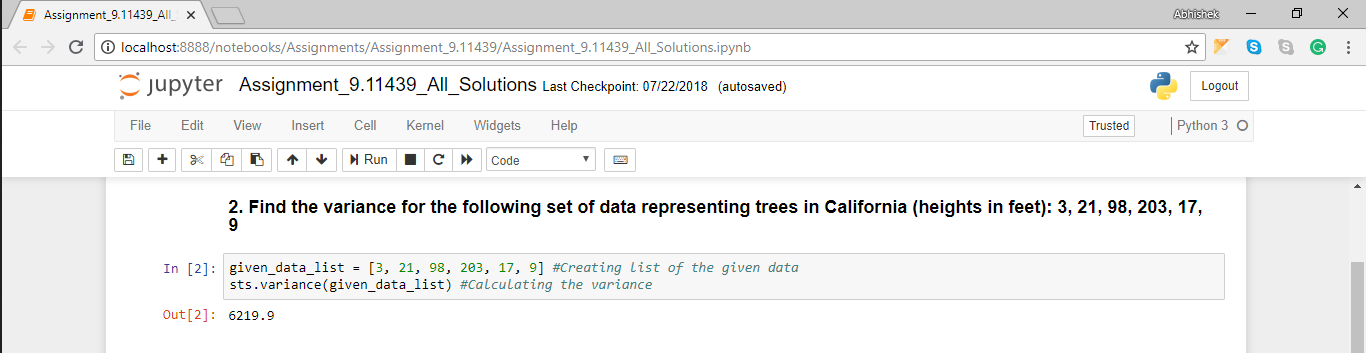 Assignment_9.11439_All_
Abhishek
localhost:8888/notebooks/Assignments/Assignment_9.11439/Assignment_9.11439_All_Solutions.ipynb
jupyter Assignment_9.11439_All_Solutions Last Checkpoint: 07/22/2018 (autosaved)
Logout
File Edit View Insert Cell Kernel Widgets Help
Trusted
Python 3
Run
Code
2. Find the variance for the following set of data representing trees in California (heights in feet): 3, 21, 98, 203, 17,
9
In [2]: given_data_list = [3, 21, 98, 203, 17, 9] #Creating list of the given data
sts.variance(given_data_list) #Calculating the variance
Out[2]: 6219.9